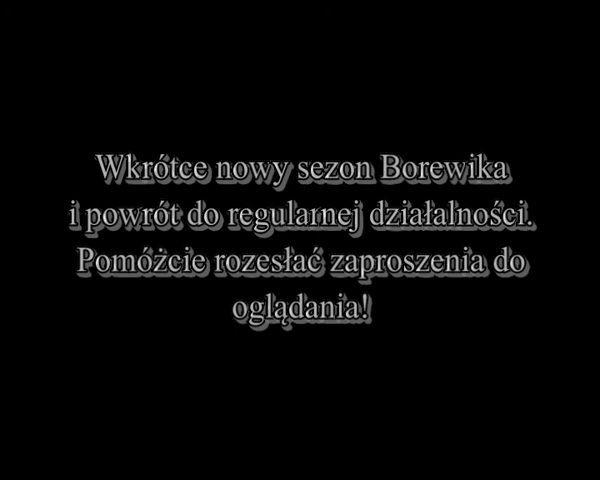 Wkrótce nowy sezon Borewika
i powrót do regularnej działalności.
Pomóżcie rozesłać zaproszenia do
oglądania!